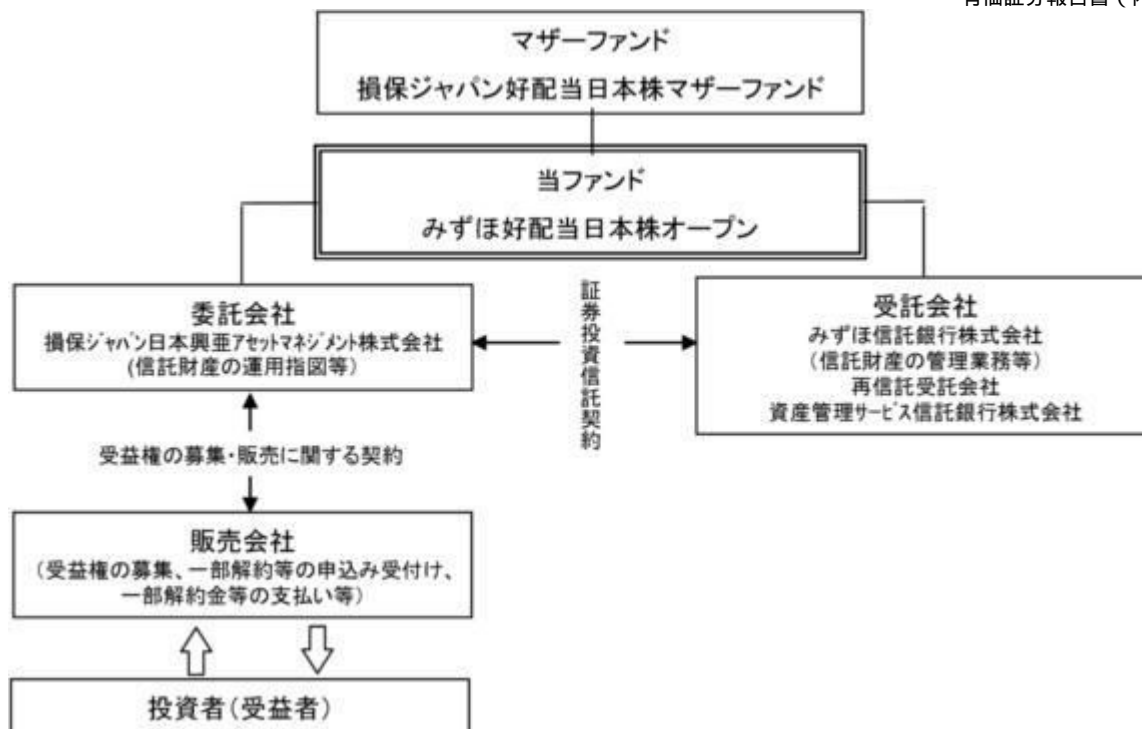 有価証券報告書(
マザーファンド
損保ジャパン好配当日本株マザーファンド
当ファンド
みずほ好配当日本株オープン
委託会社
損保ジャパン日本興亜アセットマネジメント株式会社
(信託財産の運用指図等)
証券投資信託契約
受託会社
みずほ信託銀行株式会社
(信託財産の管理業務等)
再信託受託会社
資産管理サービス信託銀行株式会社
受益権の募集・販売に関する契約
販売会社
(受益権の募集、一部解約等の申込み受付け、
一部解約金等の支払い等)
投資者(受益者)